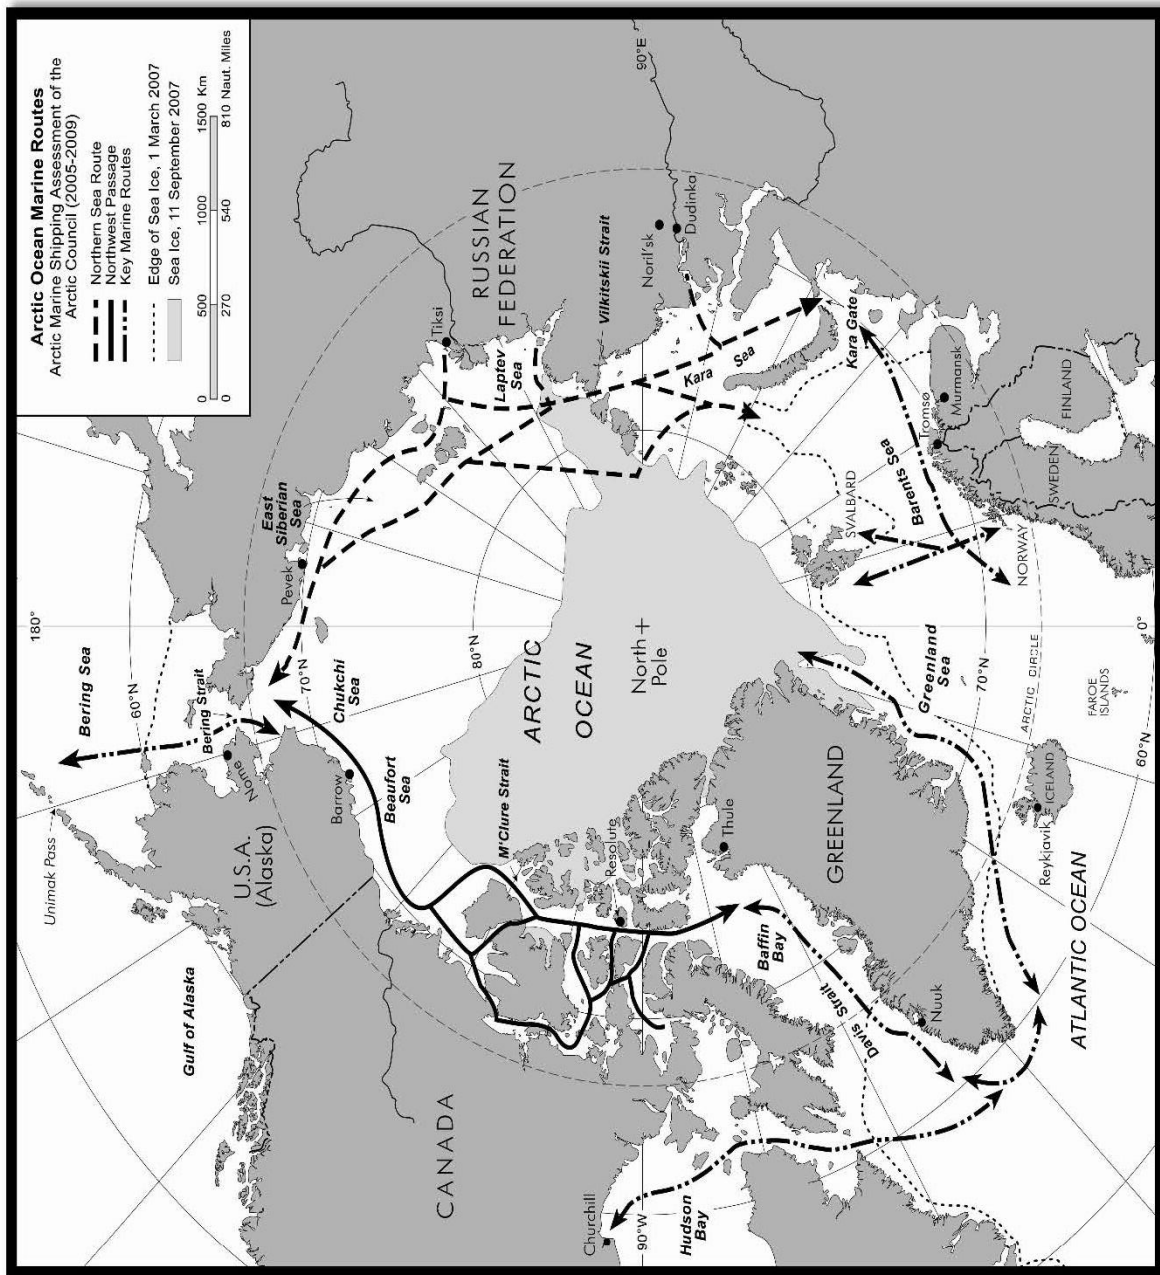 Arctic Ocean Marine Routes
Arctic Marine Shipping Assessment of the
Arctic Council (2005-2009)
Northern Sea Route
Northwest Passage
Key Marine Routes
Edge of Sea Ice, 1 March 2007
Sea Ice, 11 September 2007
0 500 1000 1500 Km
0 270 540 810 Naut. Miles
Unimak Pass
Gulf of Alaska
U.S.A.
(Alaska)
Nome
Barrow
Bering Sea
60°N
Bering Strait
180°
70°N
Chukchi
Sea
Beaufort
Sea
Pevek
East
Siberian
Sea
Tiksi
Laptev
Sea
RUSSIAN
FEDERATION
Vilkitskii Strait
Noril'sk
Dudinka
90°E
Kara
Sea
Kara Gate
80°N
ARCTIC
OCEAN
North
Pole
M'Clure Strait
Resolute
CANADA
Churchill
90°W
Hudson
Bay
Baffin
Bay
Davis Strait
Thule
GREENLAND
Nuuk
Greenland
Sea
SVALBARD
Barents Sea
Murmansk
Tromsø
FINLAND
SWEDEN
NORWAY
70°N
ARCTIC CIRCLE
0°
FAROE
ISLANDS
60°N
ICELAND
Reykjavik
ATLANTIC OCEAN